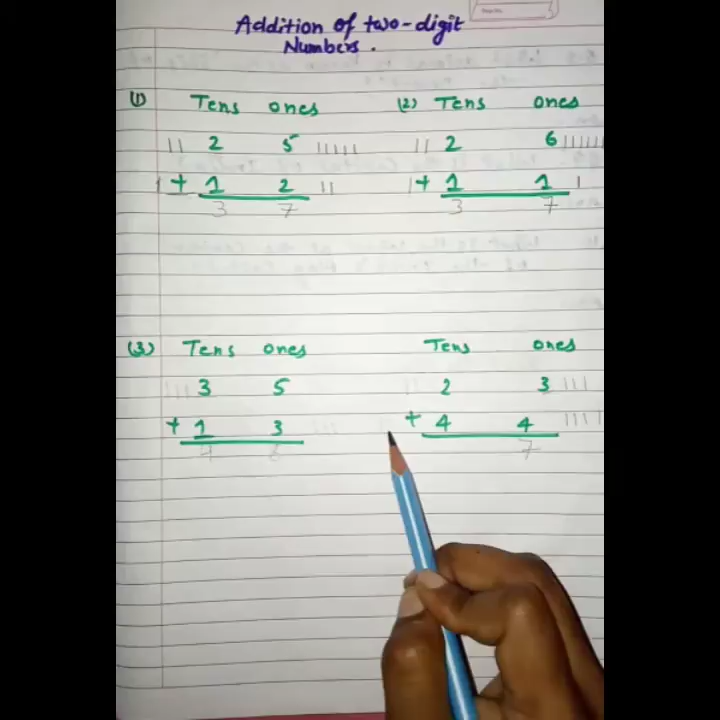 Addition of two-digit
Numbers.
(1) Tens ones (2) Tens ones
|| 2 5 ||||| || 2 6 ||||||
| + 1 2 || | + 1 1 |
3 7 3 7
(3) Tens ones Tens ones
||| 3 5 || 2 3 |||
+ 1 3 + 4 4 ||||
4 7